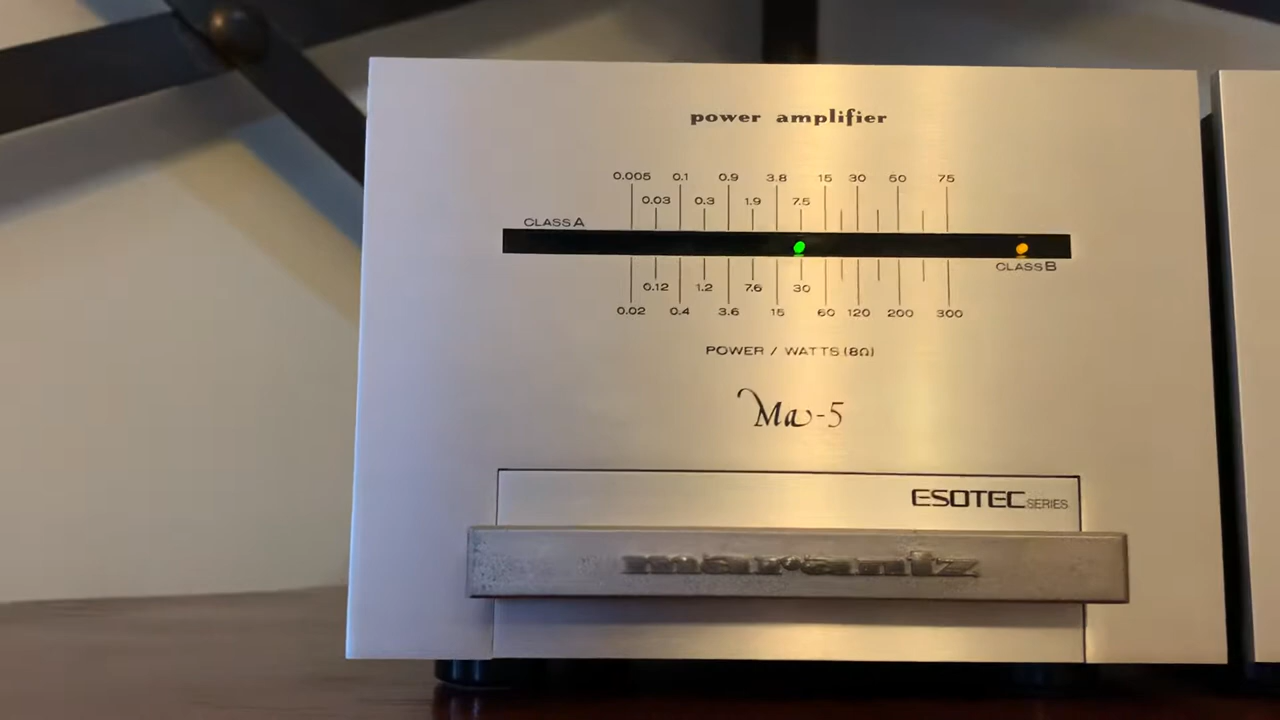 power amplifier
0.005 0.1 0.9 3.8 15 30 50 75
0.03 0.3 1.9 7.5
CLASS A
CLASS B
0.12 1.2 7.6 30
0.02 0.4 3.6 15 60 120 200 300
POWER / WATTS (8Ω)
Ma-5
ESOTEC SERIES
marantz